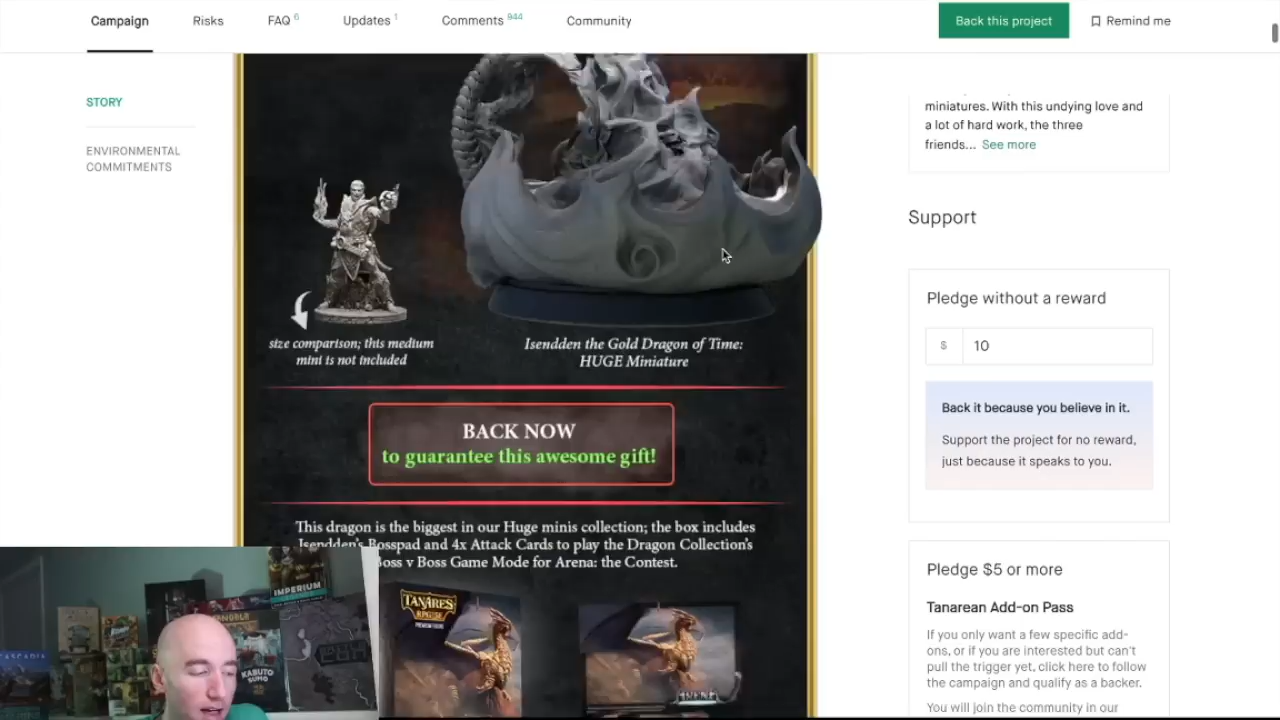 Campaign
Risks
FAQ 6
Updates 1
Comments 944
Community
Back this project
Remind me
STORY
ENVIRONMENTAL
COMMITMENTS
size comparison; this medium
mini is not included
Isendden the Gold Dragon of Time:
HUGE Miniature
BACK NOW
to guarantee this awesome gift!
This dragon is the biggest in our Huge minis collection; the box includes
Isendden's Bosspad and 4x Attack Cards to play the Dragon Collection's
Boss v Boss Game Mode for Arena: the Contest.
TANARES
RPG
miniatures. With this undying love and
a lot of hard work, the three
friends... See more
Support
Pledge without a reward
$ 10
Back it because you believe in it.
Support the project for no reward,
just because it speaks to you.
Pledge $5 or more
Tanarean Add-on Pass
If you only want a few specific add-
ons, or if you are interested but can't
pull the trigger yet, click here to follow
the campaign and qualify as a backer.
You will join the community in our
IMPERIUM
CASCADIA
KABUTO
SUMO